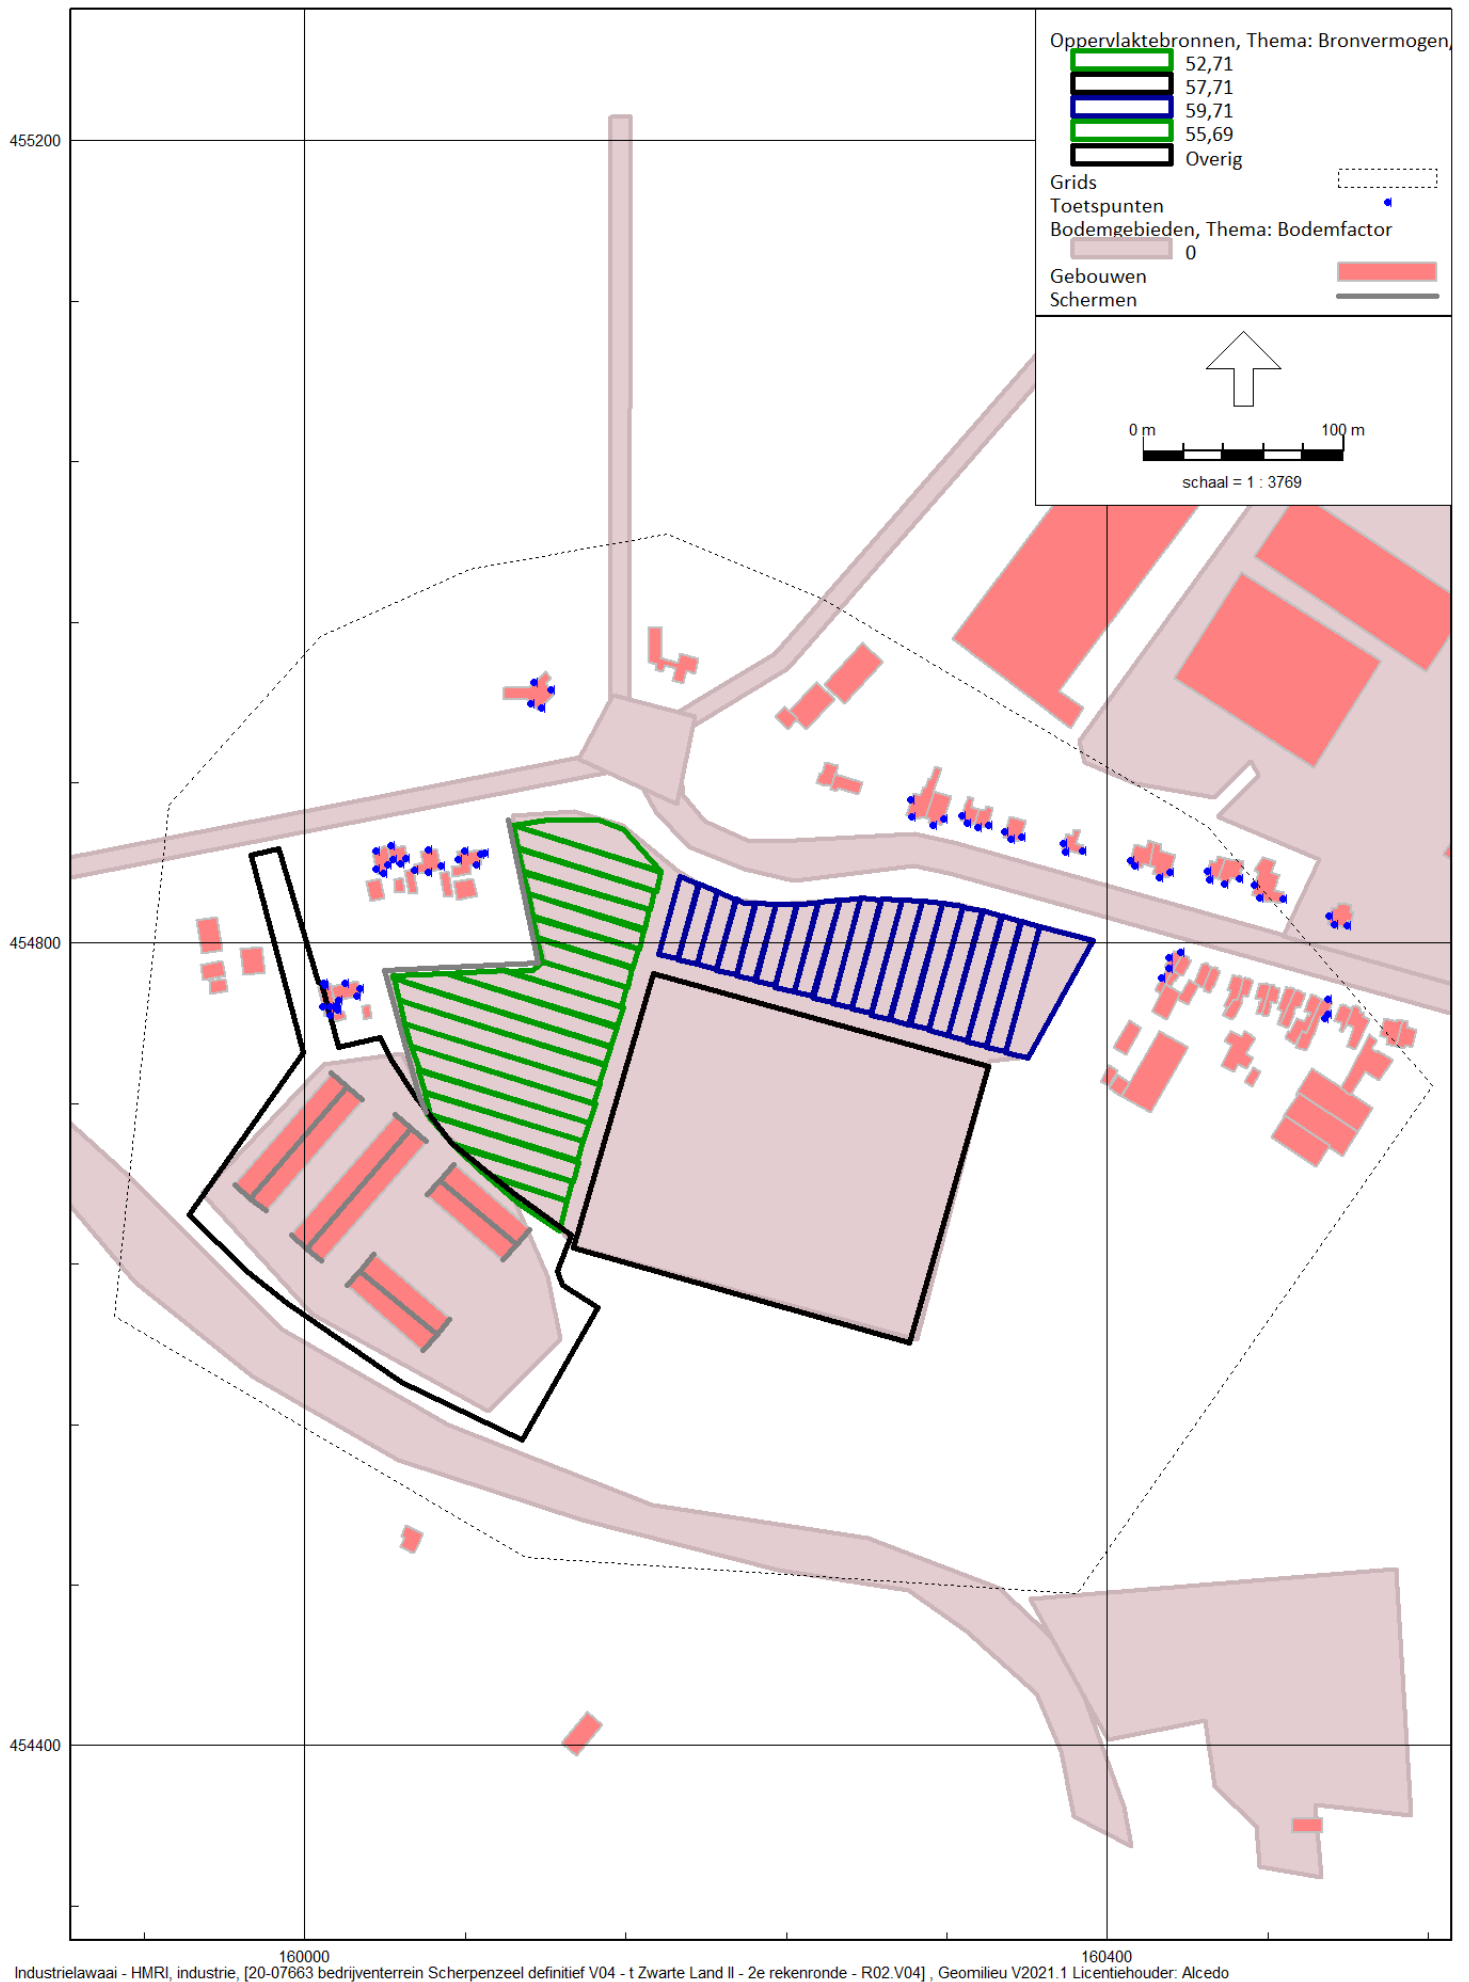 Oppervlaktebronnen, Thema: Bronvermogen,
52,71
57,71
59,71
55,69
Overig
Grids
Toetspunten
Bodemgebieden, Thema: Bodemfactor
0
Gebouwen
Schermen
0 m 100 m
schaal = 1 : 3769
455200
454800
454400
160000 160400
Industrielawaai - HMRI, industrie, [20-07663 bedrijventerrein Scherpenzeel definitief V04 - t Zwarte Land II - 2e rekenronde - R02.V04] , Geomilieu V2021.1 Licentiehouder: Alcedo